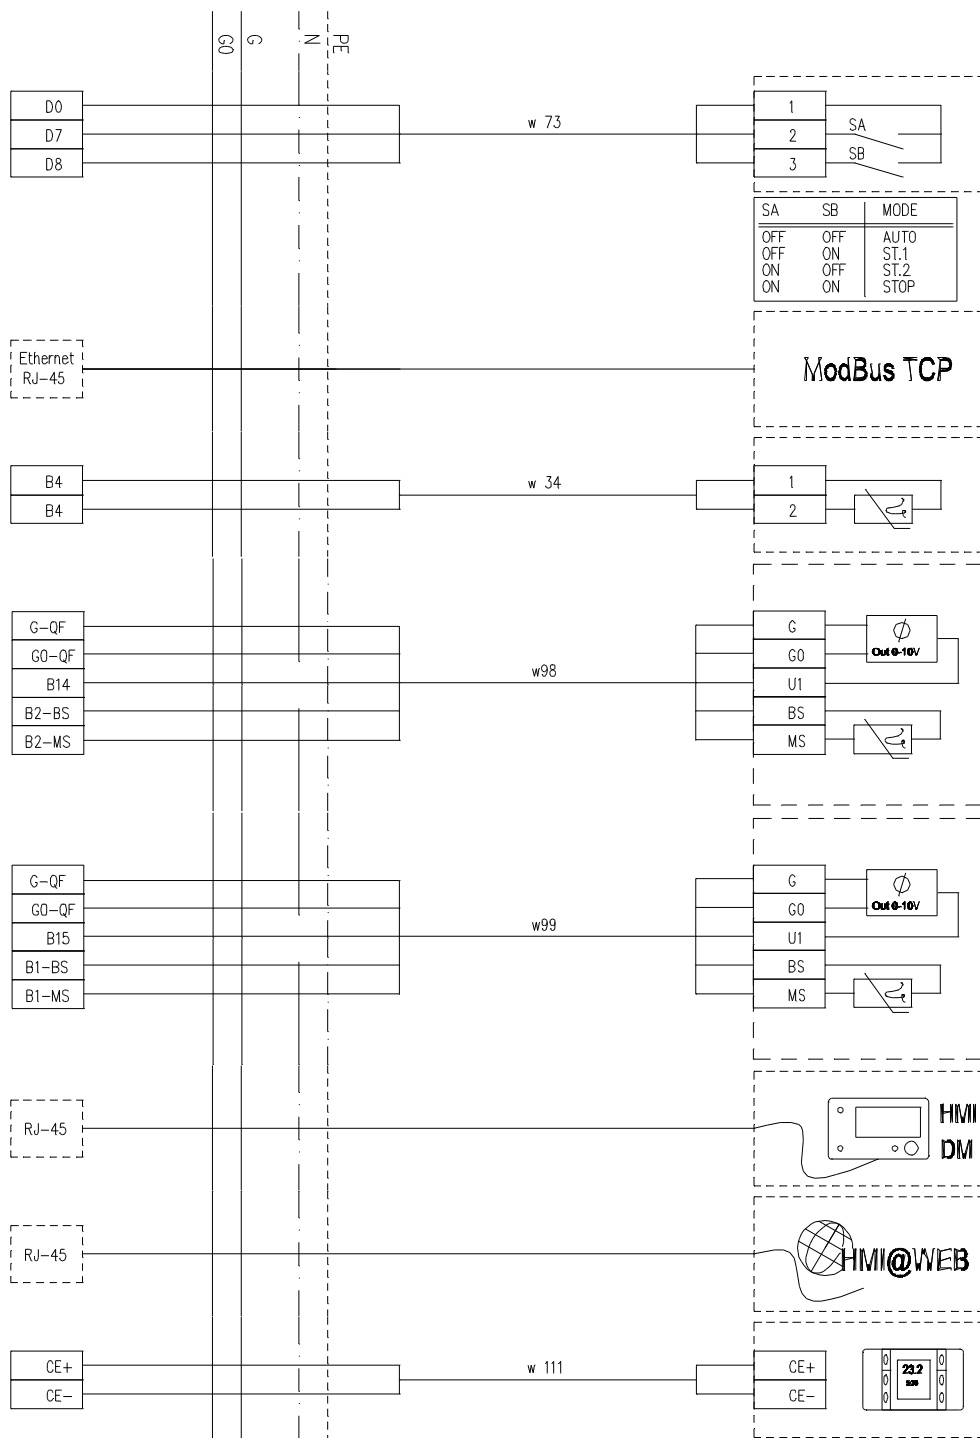 G0 G N PE
D0
D7
D8
w 73
1
2
3
SA
SB
SA SB MODE
OFF OFF AUTO
OFF ON ST.1
ON OFF ST.2
ON ON STOP
Ethernet
RJ-45
ModBus TCP
B4
B4
w 34
1
2
G-QF
G0-QF
B14
B2-BS
B2-MS
w98
G
G0
U1
BS
MS
Out 0-10V
G-QF
G0-QF
B15
B1-BS
B1-MS
w99
G
G0
U1
BS
MS
Out 0-10V
RJ-45
HMI
DM
RJ-45
HMI@WEB
CE+
CE-
w 111
CE+
CE-
23.2